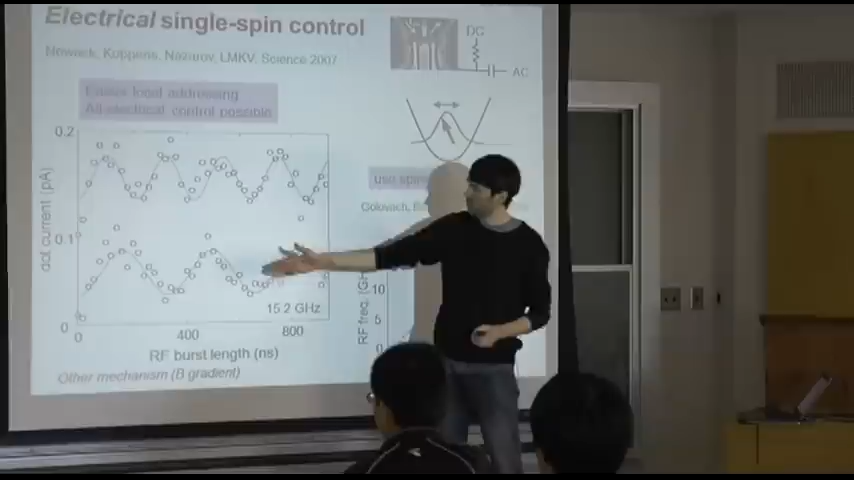 Electrical single-spin control
Nowack, Koppens, Nazarov, LMKV, Science 2007
DC
AC
Easier local addressing
All-electrical control possible
use spin
Golovach,
0.2
0.1
0
dot current (pA)
15.2 GHz
0
400
800
RF burst length (ns)
10
5
0
RF freq. (GHz
Other mechanism (B gradient)